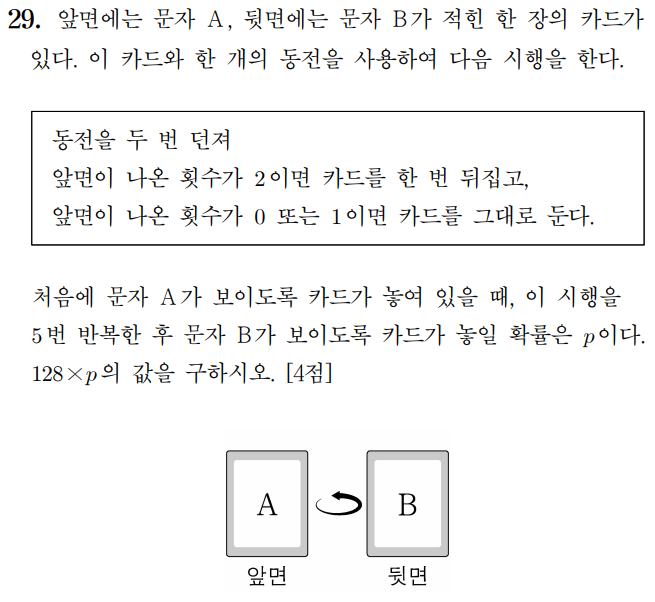 29. 앞면에는 문자 A, 뒷면에는 문자 B가 적힌 한 장의 카드가
있다. 이 카드와 한 개의 동전을 사용하여 다음 시행을 한다.
동전을 두 번 던져
앞면이 나온 횟수가 2이면 카드를 한 번 뒤집고,
앞면이 나온 횟수가 0 또는 1이면 카드를 그대로 둔다.
처음에 문자 A가 보이도록 카드가 놓여 있을 때, 이 시행을
5번 반복한 후 문자 B가 보이도록 카드가 놓일 확률은 p이다.
128×p의 값을 구하시오. [4점]
A B
앞면 뒷면